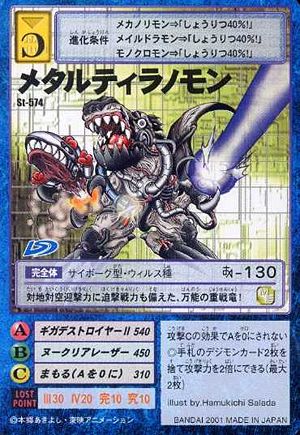 進化条件
メカノリモン⇒「しょうりつ40%!」
メイルドラモン⇒「しょうりつ40%!」
モノクロモン⇒「しょうりつ40%!」
メタルティラノモン
St-574
完全体 サイボーグ型・ウィルス種
-130
対地対空迎撃力に追撃戦力も備えた、万能の重戦竜!
A ギガデストロイヤーⅡ 540
B ヌークリアレーザー 450
C まもる(Aを0に) 310
攻撃Cの効果でAを0にされない
◎手札のデジモンカード2枚を
捨て攻撃力を2倍にできる(最大
2枚)
LOST POINT Ⅲ30 Ⅳ20 完10 究10
illust by.Hamukichi Salada
©本郷あきよし・東映アニメーション
BANDAI 2001 MADE IN JAPAN